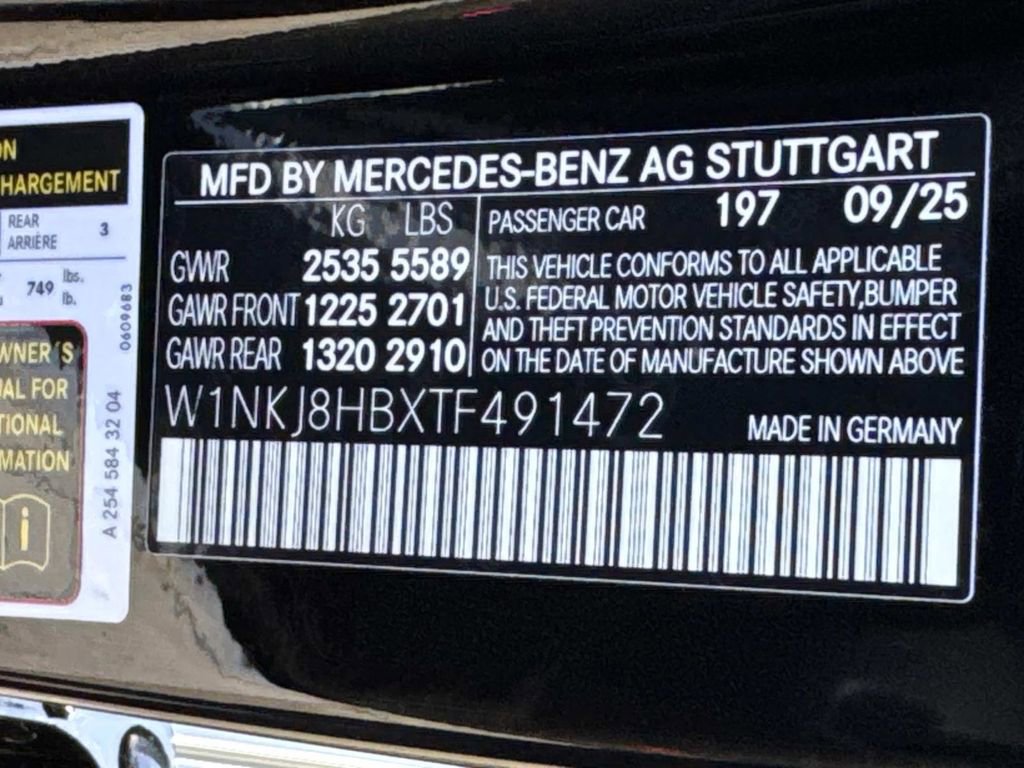 ON
HARGEMENT
REAR
ARRIÈRE
3
749
lbs.
lb.
WNER´S
AL FOR
TIONAL
MATION
i
0609683
A 254 584 32 04
MFD BY MERCEDES-BENZ AG STUTTGART
KG LBS
GVWR 2535 5589
GAWR FRONT 1225 2701
GAWR REAR 1320 2910
PASSENGER CAR 197 09/25
THIS VEHICLE CONFORMS TO ALL APPLICABLE
U.S. FEDERAL MOTOR VEHICLE SAFETY,BUMPER
AND THEFT PREVENTION STANDARDS IN EFFECT
ON THE DATE OF MANUFACTURE SHOWN ABOVE
W1NKJ8HBXTF491472
MADE IN GERMANY